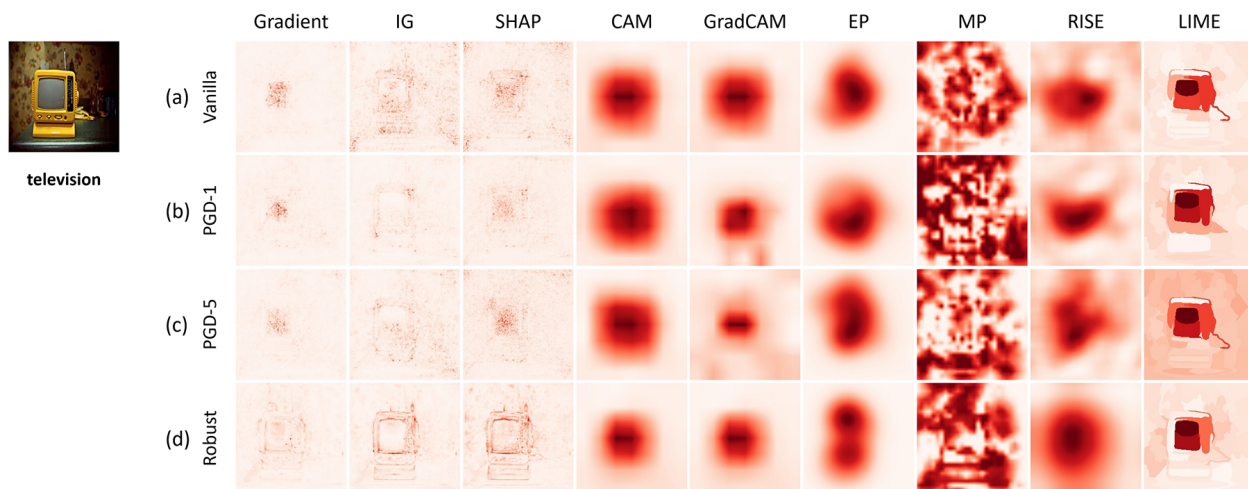 Gradient IG SHAP CAM GradCAM EP MP RISE LIME
(a) Vanilla
television
(b) PGD-1
(c) PGD-5
(d) Robust